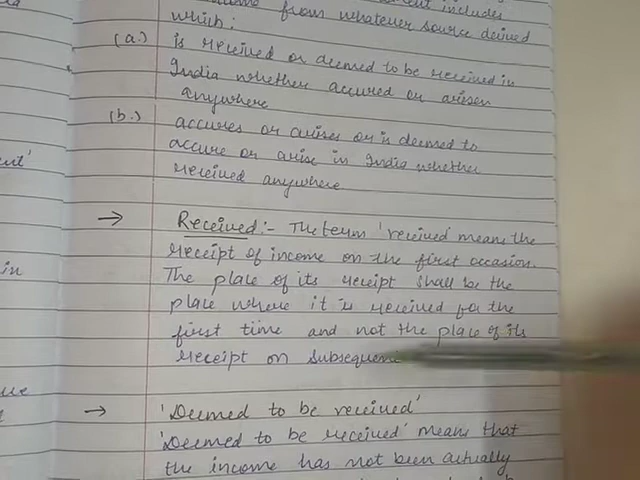 from whatever source derived
which:
(a.) is received or deemed to be received in
India whether accured or arisen
anywhere
(b.) accures or arises or is deemed to
accure or arise in India whether
received anywhere
→ Received:- The term 'received' means the
receipt of income on the first occasion.
The place of its receipt shall be the
place where it is received for the
first time and not the place of its
receipt on
→ 'Deemed to be received'
'Deemed to be received' means that
the income has not been actually